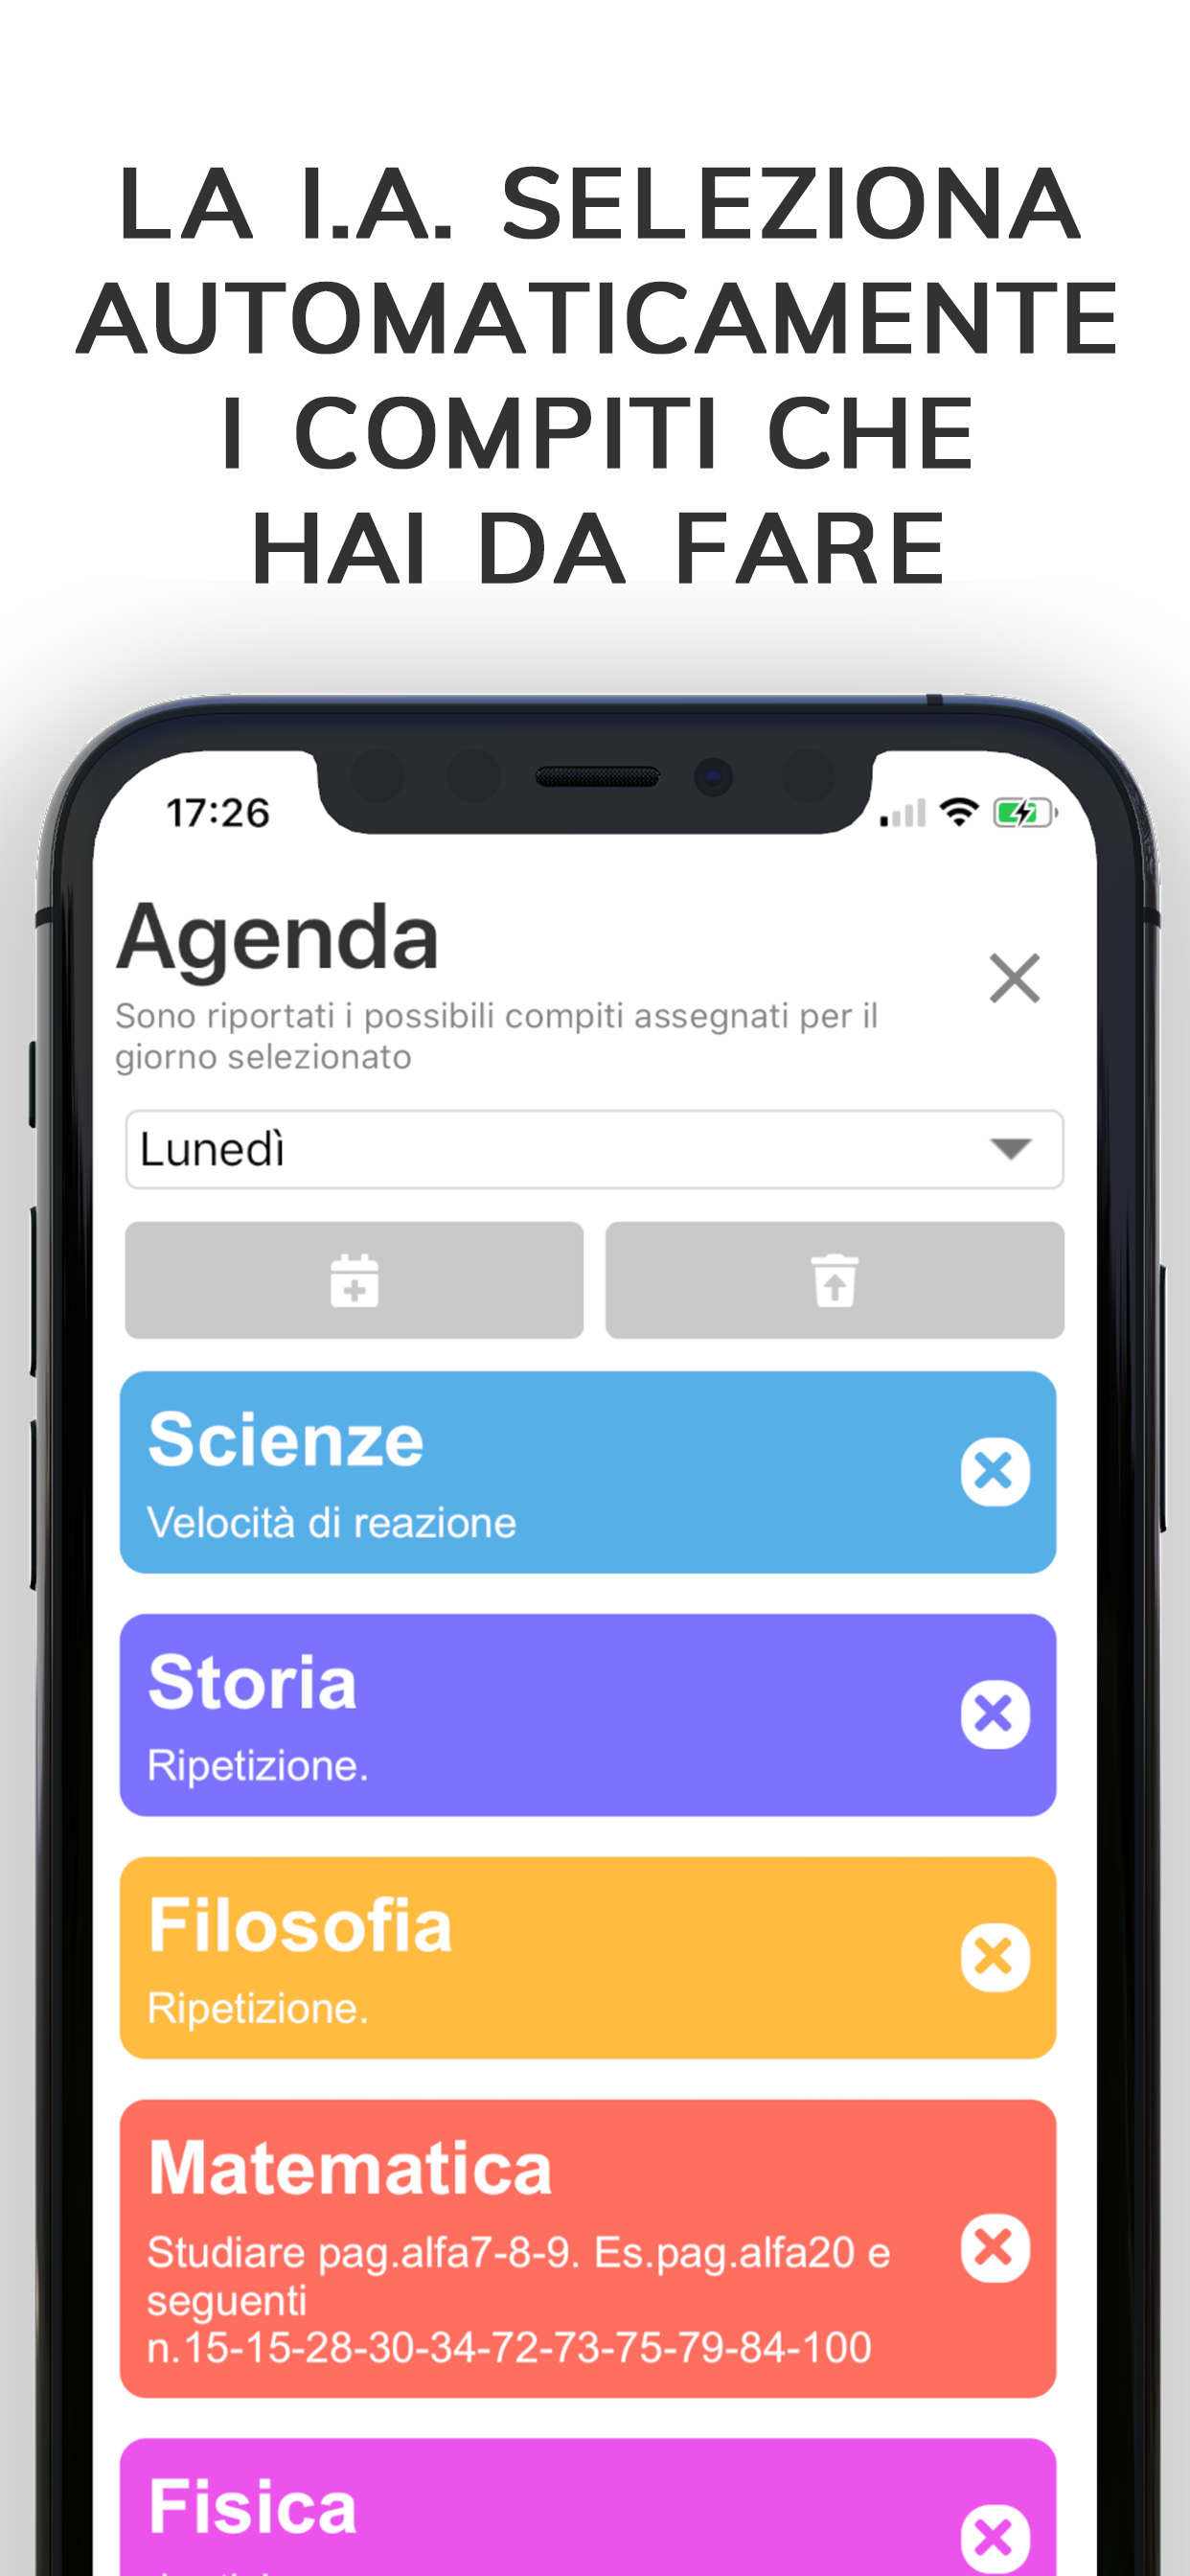 LA I.A. SELEZIONA
AUTOMATICAMENTE
I COMPITI CHE
HAI DA FARE
17:26
Agenda
Sono riportati i possibili compiti assegnati per il
giorno selezionato
Lunedì
Scienze
Velocità di reazione
Storia
Ripetizione.
Filosofia
Ripetizione.
Matematica
Studiare pag.alfa7-8-9. Es.pag.alfa20 e
seguenti
n.15-15-28-30-34-72-73-75-79-84-100
Fisica